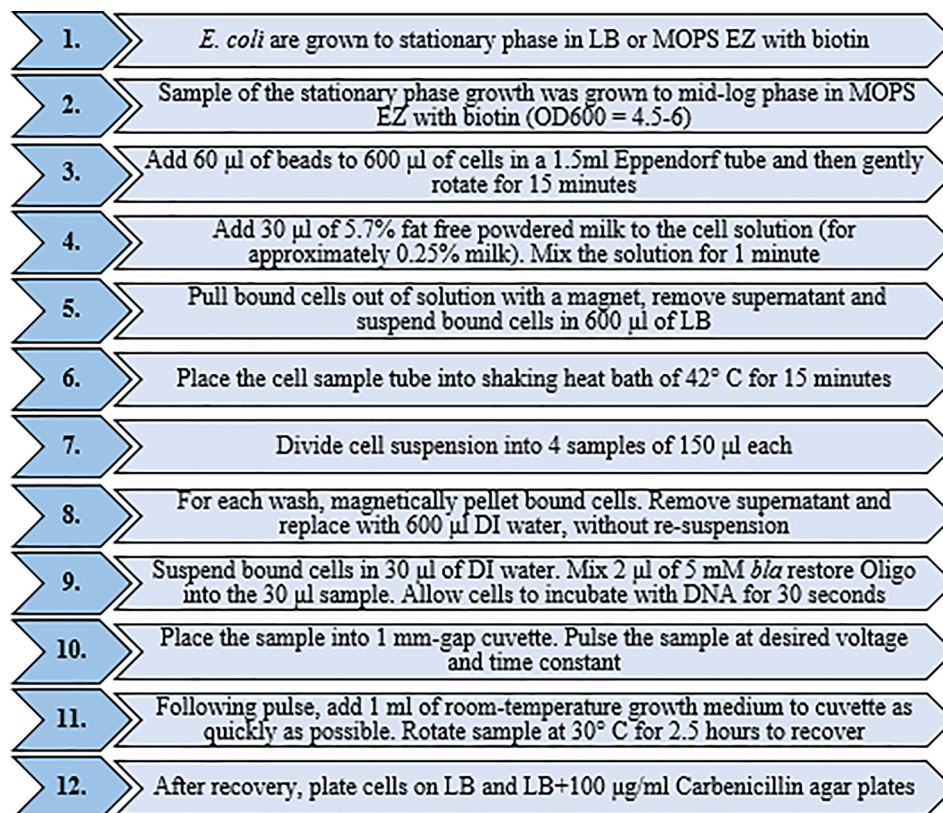 1.
E. coli are grown to stationary phase in LB or MOPS EZ with biotin
2.
Sample of the stationary phase growth was grown to mid-log phase in MOPS
EZ with biotin (OD600 = 4.5-6)
3.
Add 60 µl of beads to 600 µl of cells in a 1.5ml Eppendorf tube and then gently
rotate for 15 minutes
4.
Add 30 µl of 5.7% fat free powdered milk to the cell solution (for
approximately 0.25% milk). Mix the solution for 1 minute
5.
Pull bound cells out of solution with a magnet, remove supernatant and
suspend bound cells in 600 µl of LB
6.
Place the cell sample tube into shaking heat bath of 42° C for 15 minutes
7.
Divide cell suspension into 4 samples of 150 µl each
8.
For each wash, magnetically pellet bound cells. Remove supernatant and
replace with 600 µl DI water, without re-suspension
9.
Suspend bound cells in 30 µl of DI water. Mix 2 µl of 5 mM bla restore Oligo
into the 30 µl sample. Allow cells to incubate with DNA for 30 seconds
10.
Place the sample into 1 mm-gap cuvette. Pulse the sample at desired voltage
and time constant
11.
Following pulse, add 1 ml of room-temperature growth medium to cuvette as
quickly as possible. Rotate sample at 30° C for 2.5 hours to recover
12.
After recovery, plate cells on LB and LB+100 µg/ml Carbenicillin agar plates